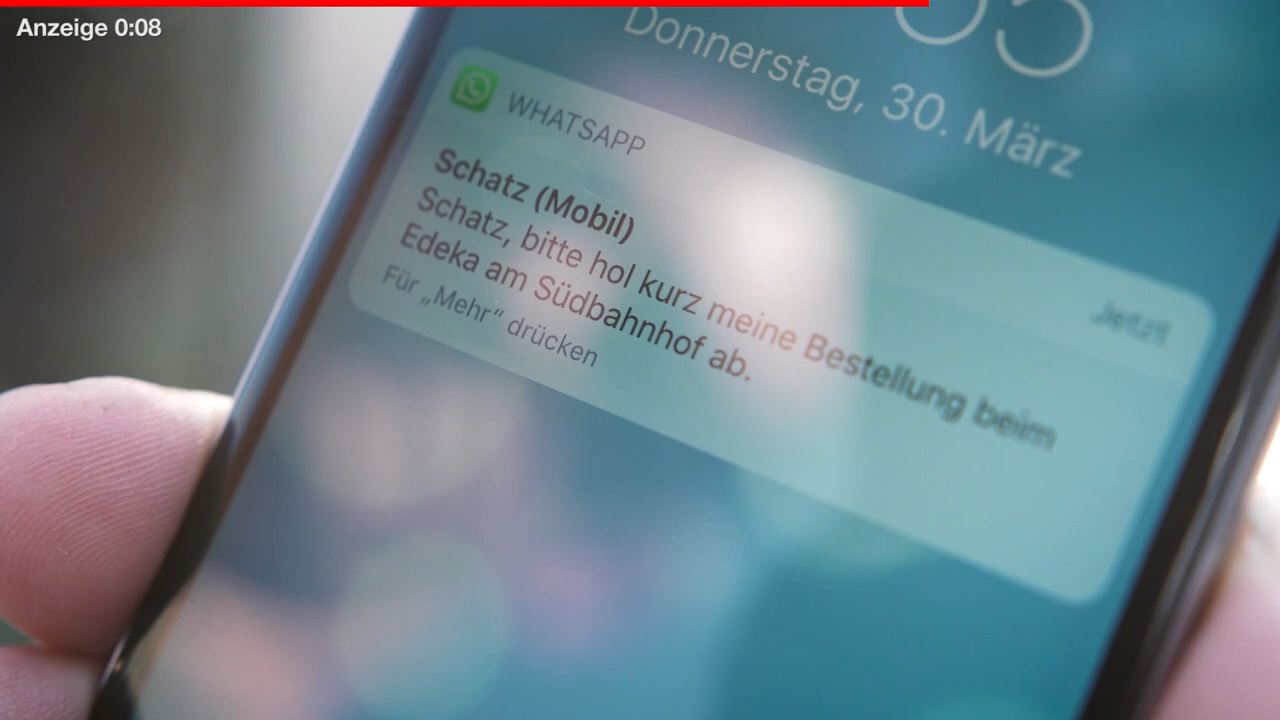 Anzeige 0:08
Donnerstag, 30. März
WHATSAPP
Jetzt
Schatz (Mobil)
Schatz, bitte hol kurz meine Bestellung beim
Edeka am Südbahnhof ab.
Für „Mehr“ drücken